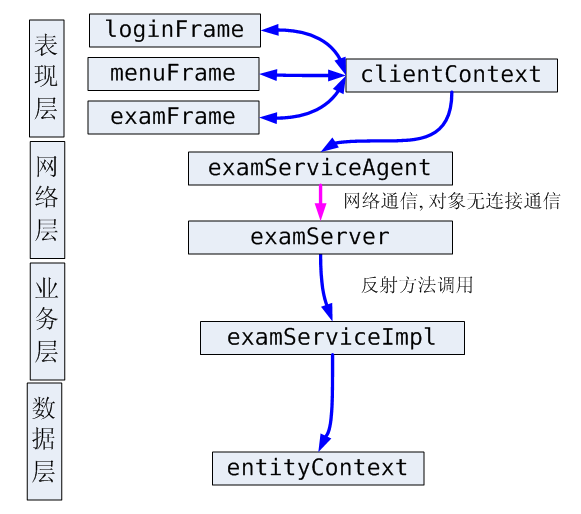 表现层
loginFrame
menuFrame
examFrame
clientContext
网络层
examServiceAgent
网络通信, 对象无连接通信
examServer
业务层
反射方法调用
examServiceImpl
数据层
entityContext